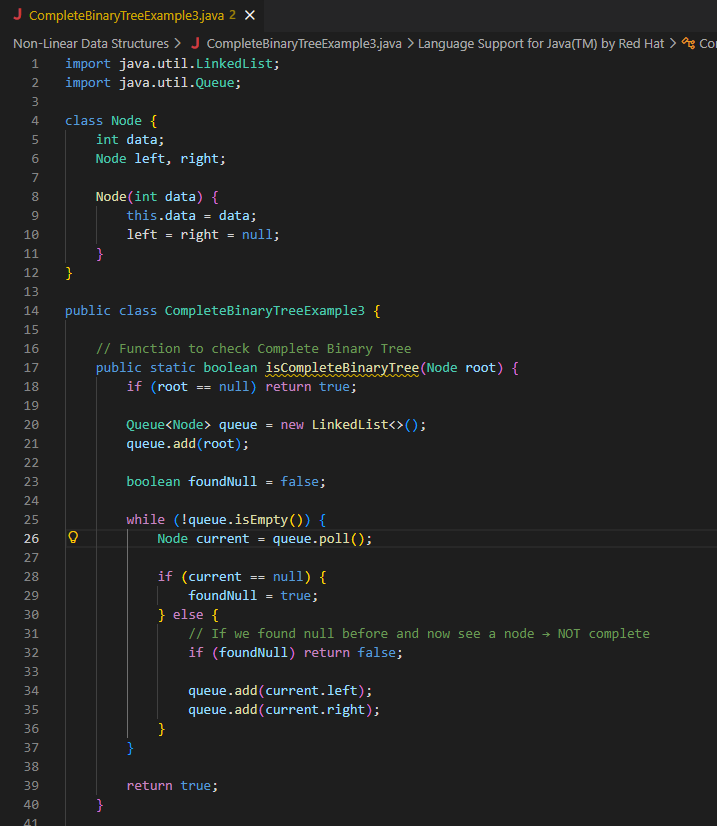 CompleteBinaryTreeExample3.java 2
Non-Linear Data Structures > CompleteBinaryTreeExample3.java > Language Support for Java(TM) by Red Hat > Co
1 import java.util.LinkedList;
2 import java.util.Queue;
3
4 class Node {
5     int data;
6     Node left, right;
7
8     Node(int data) {
9         this.data = data;
10         left = right = null;
11     }
12 }
13
14 public class CompleteBinaryTreeExample3 {
15
16     // Function to check Complete Binary Tree
17     public static boolean isCompleteBinaryTree(Node root) {
18         if (root == null) return true;
19
20         Queue<Node> queue = new LinkedList<>();
21         queue.add(root);
22
23         boolean foundNull = false;
24
25         while (!queue.isEmpty()) {
26             Node current = queue.poll();
27
28             if (current == null) {
29                 foundNull = true;
30             } else {
31                 // If we found null before and now see a node → NOT complete
32                 if (foundNull) return false;
33
34                 queue.add(current.left);
35                 queue.add(current.right);
36             }
37         }
38
39         return true;
40     }
41